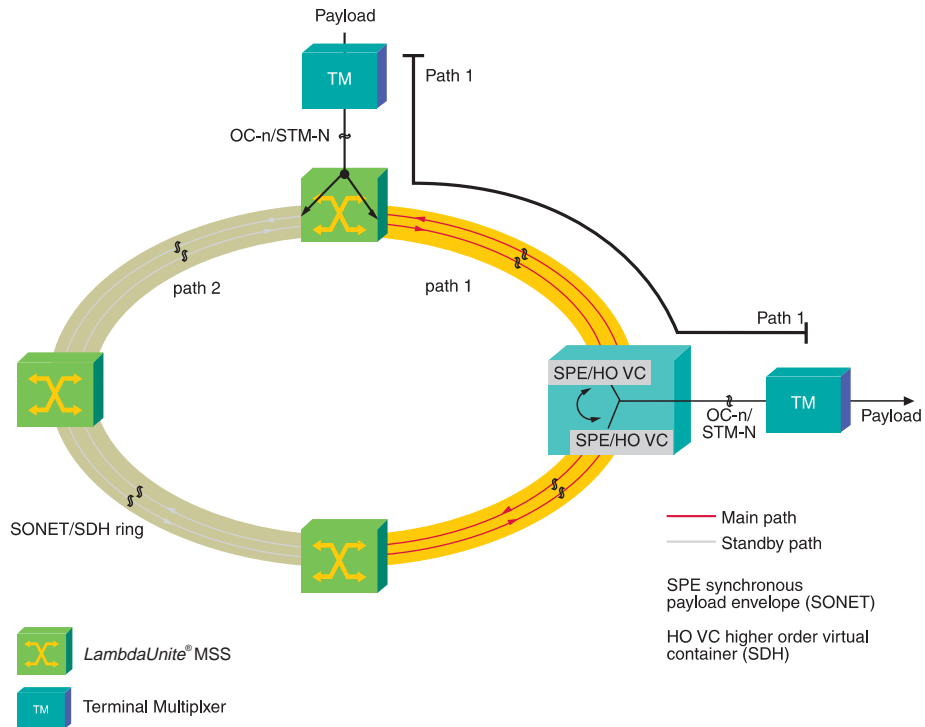 Payload
TM
Path 1
OC-n/STM-N
path 2
path 1
Path 1
SPE/HO VC
SPE/HO VC
TM
OC-n/
STM-N
Payload
SONET/SDH ring
Main path
Standby path
SPE synchronous
payload envelope (SONET)
HO VC higher order virtual
container (SDH)
LambdaUnite® MSS
TM
Terminal Multiplxer